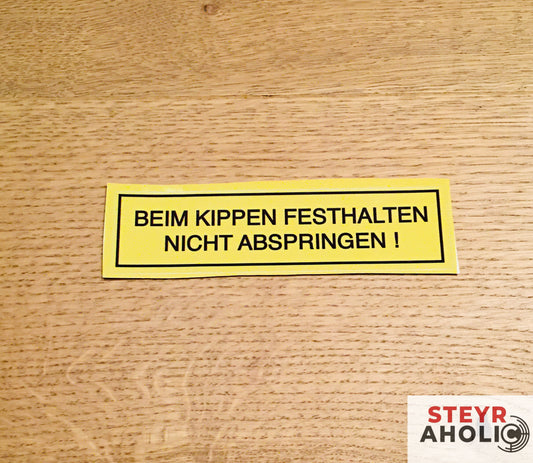 BEIM KIPPEN FESTHALTEN
NICHT ABSPRINGEN !
STEYR
AHOLIC